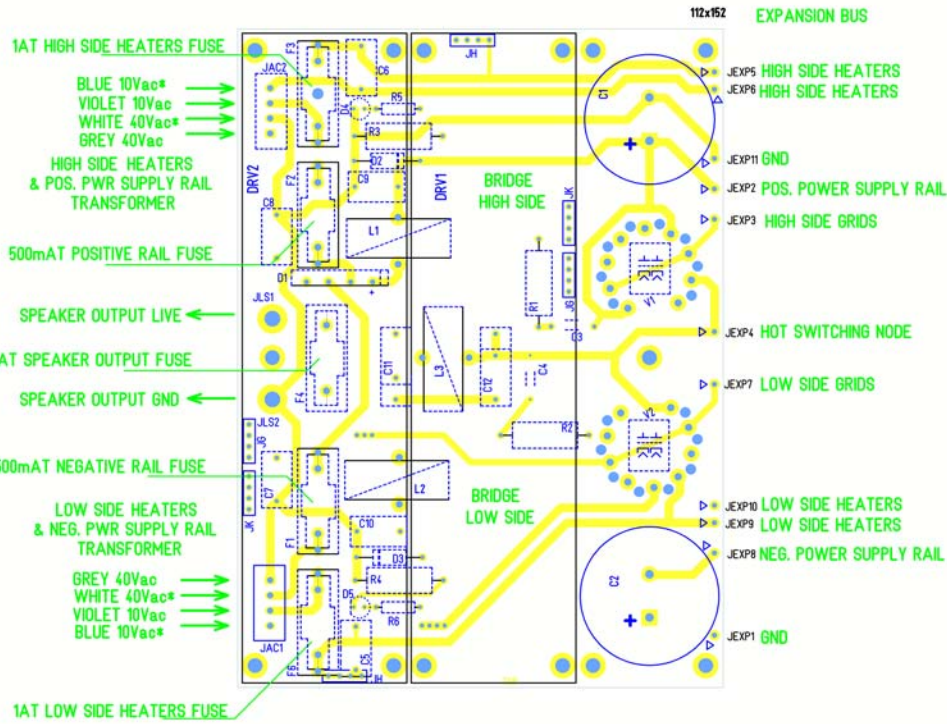 112x152
EXPANSION BUS
1AT HIGH SIDE HEATERS FUSE
BLUE 10Vac*
VIOLET 10Vac
WHITE 40Vac*
GREY 40Vac
HIGH SIDE HEATERS
& POS. PWR SUPPLY RAIL
TRANSFORMER
500mAT POSITIVE RAIL FUSE
SPEAKER OUTPUT LIVE
AT SPEAKER OUTPUT FUSE
SPEAKER OUTPUT GND
00mAT NEGATIVE RAIL FUSE
LOW SIDE HEATERS
& NEG. PWR SUPPLY RAIL
TRANSFORMER
GREY 40Vac
WHITE 40Vac*
VIOLET 10Vac
BLUE 10Vac*
1AT LOW SIDE HEATERS FUSE
JAC2
F3
C6
D4
R5
R3
D2
DRV2
F2
C9
C8
L1
D1
+
JLS1
F4
C11
JLS2
JG
JK
C7
L2
F1
C10
D3
R4
D5
R6
JAC1
F6
C5
JH
JH
DRV1
BRIDGE
HIGH SIDE
JK
JG
R1
C3
L3
C12
C4
R2
BRIDGE
LOW SIDE
C1
+
V1
V2
C2
+
JEXP5 HIGH SIDE HEATERS
JEXP6 HIGH SIDE HEATERS
JEXP11 GND
JEXP2 POS. POWER SUPPLY RAIL
JEXP3 HIGH SIDE GRIDS
JEXP4 HOT SWITCHING NODE
JEXP7 LOW SIDE GRIDS
JEXP10 LOW SIDE HEATERS
JEXP9 LOW SIDE HEATERS
JEXP8 NEG. POWER SUPPLY RAIL
JEXP1 GND